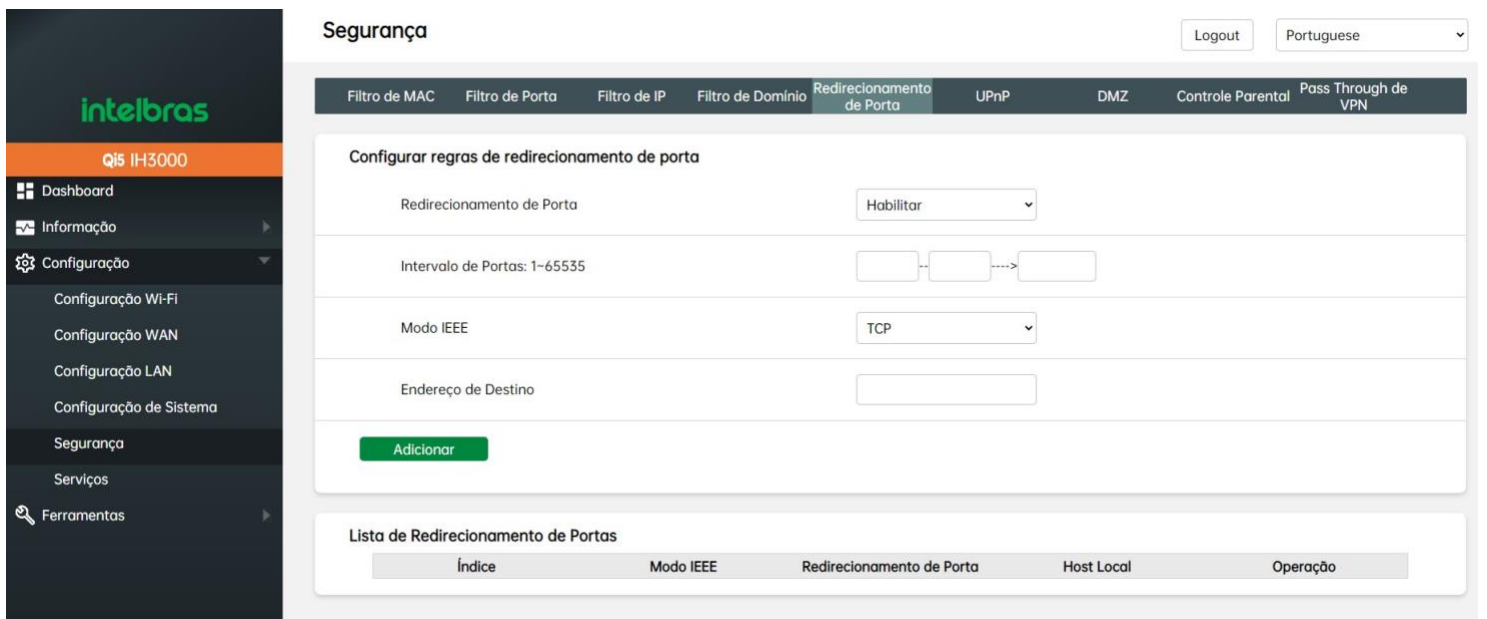 Segurança
Logout
Portuguese
intelbras
Qi5 IH3000
Dashboard
Informação
Configuração
Configuração Wi-Fi
Configuração WAN
Configuração LAN
Configuração de Sistema
Segurança
Serviços
Ferramentas
Filtro de MAC
Filtro de Porta
Filtro de IP
Filtro de Domínio
Redirecionamento
de Porta
UPnP
DMZ
Controle Parental
Pass Through de
VPN
Configurar regras de redirecionamento de porta
Redirecionamento de Porta
Habilitar
Intervalo de Portas: 1~65535
-- ---->
Modo IEEE
TCP
Endereço de Destino
Adicionar
Lista de Redirecionamento de Portas
Índice
Modo IEEE
Redirecionamento de Porta
Host Local
Operação